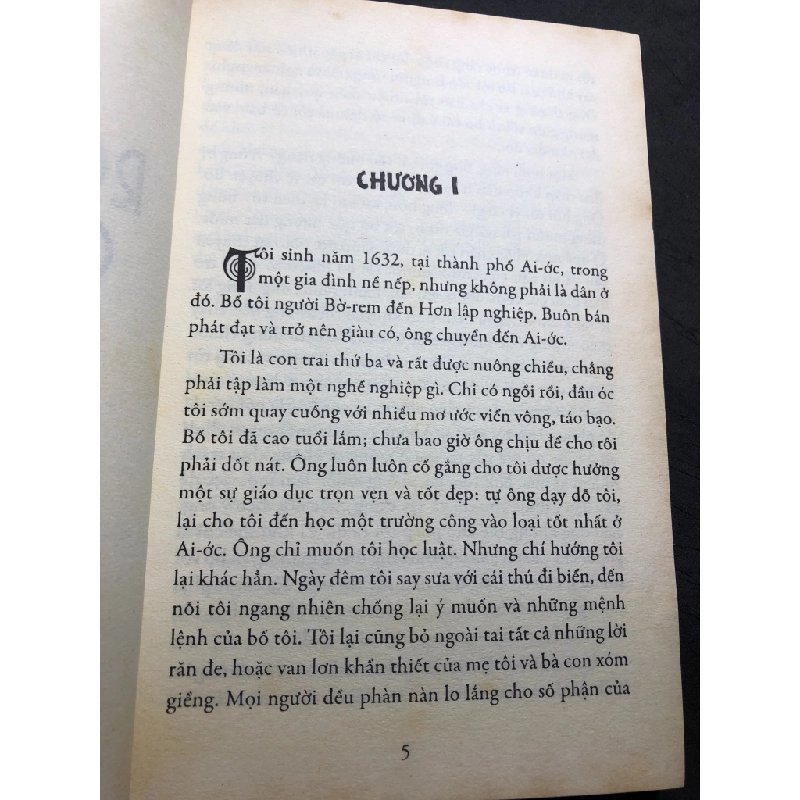 CHƯƠNG I
Tôi sinh năm 1632, tại thành phố Ai-ớc, trong
một gia đình nề nếp, nhưng không phải là dân ở
đó. Bố tôi người Bờ-rem đến Hơn lập nghiệp. Buôn bán
phát đạt và trở nên giàu có, ông chuyển đến Ai-ớc.
Tôi là con trai thứ ba và rất được nuông chiều, chẳng
phải tập làm một nghề nghiệp gì. Chỉ có ngồi rồi, đầu óc
tôi sớm quay cuồng với nhiều mơ ước viển vông, táo bạo.
Bố tôi đã cao tuổi lắm; chưa bao giờ ông chịu để cho tôi
phải dốt nát. Ông luôn luôn cố gắng cho tôi được hưởng
một sự giáo dục trọn vẹn và tốt đẹp: tự ông dạy dỗ tôi,
lại cho tôi đến học một trường công vào loại tốt nhất ở
Ai-ớc. Ông chỉ muốn tôi học luật. Nhưng chí hướng tôi
lại khác hẳn. Ngày đêm tôi say sưa với cái thú đi biển, đến
nỗi tôi ngang nhiên chống lại ý muốn và những mệnh
lệnh của bố tôi. Tôi lại cũng bỏ ngoài tai tất cả những lời
răn đe, hoặc van lơn khẩn thiết của mẹ tôi và bà con xóm
giềng. Mọi người đều phàn nàn lo lắng cho số phận của
5